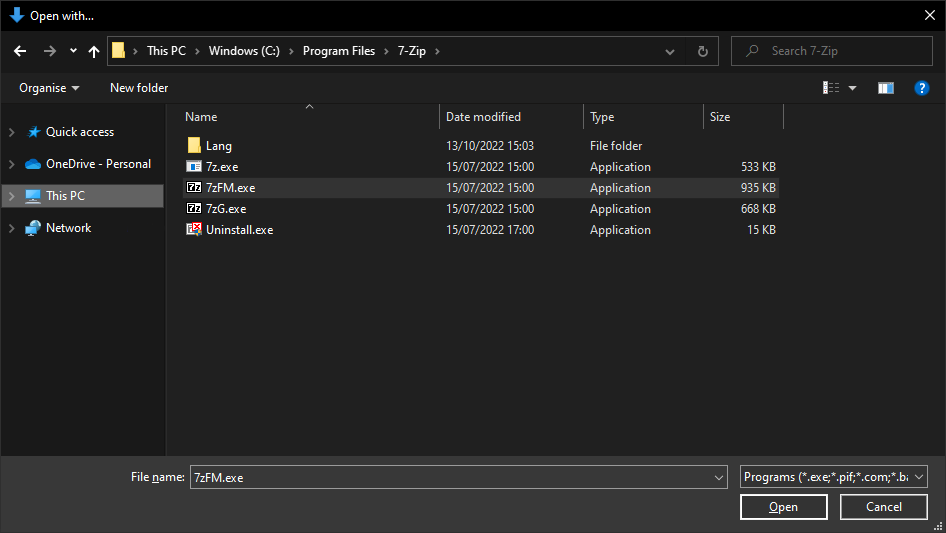 Open with...
This PC > Windows (C:) > Program Files > 7-Zip >
Search 7-Zip
Organise New folder
Name Date modified Type Size
Quick access
OneDrive - Personal
This PC
Network
Lang 13/10/2022 15:03 File folder
7z.exe 15/07/2022 15:00 Application 533 KB
7zFM.exe 15/07/2022 15:00 Application 935 KB
7zG.exe 15/07/2022 15:00 Application 668 KB
Uninstall.exe 15/07/2022 17:00 Application 15 KB
File name: 7zFM.exe Programs (*.exe;*.pif;*.com;*.ba
Open Cancel